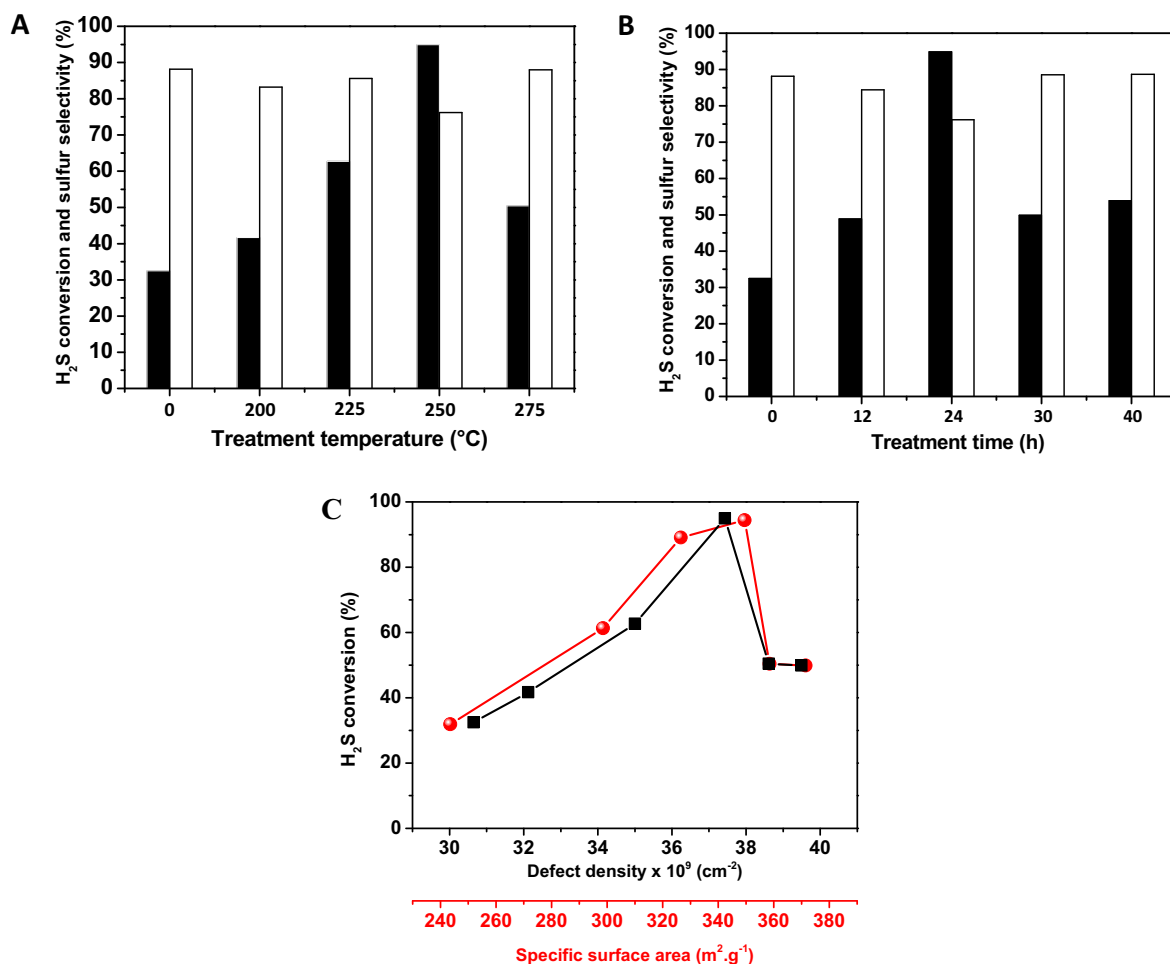 A
H₂S conversion and sulfur selectivity (%)
100
90
80
70
60
50
40
30
20
10
0
0 200 225 250 275
Treatment temperature (°C)
B
H₂S conversion and sulfur selectivity (%)
100
90
80
70
60
50
40
30
20
10
0
0 12 24 30 40
Treatment time (h)
C
H₂S conversion (%)
100
80
60
40
20
0
30 32 34 36 38 40
Defect density x 10⁹ (cm⁻²)
240 260 280 300 320 340 360 380
Specific surface area (m².g⁻¹)